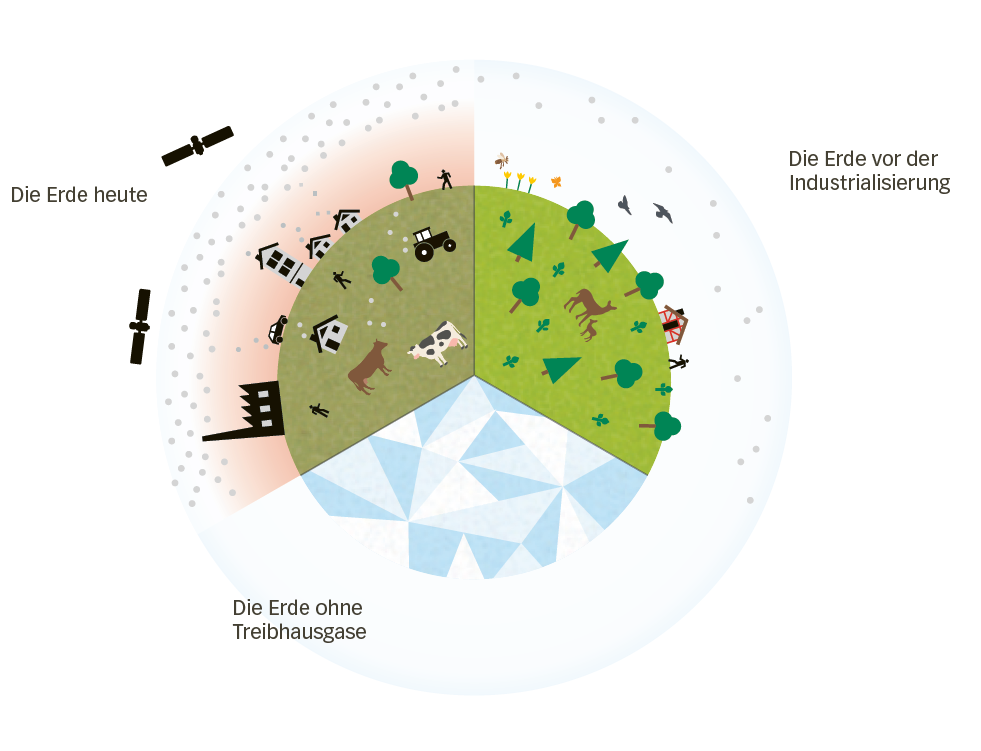 Die Erde heute
Die Erde vor der
Industrialisierung
Die Erde ohne
Treibhausgase